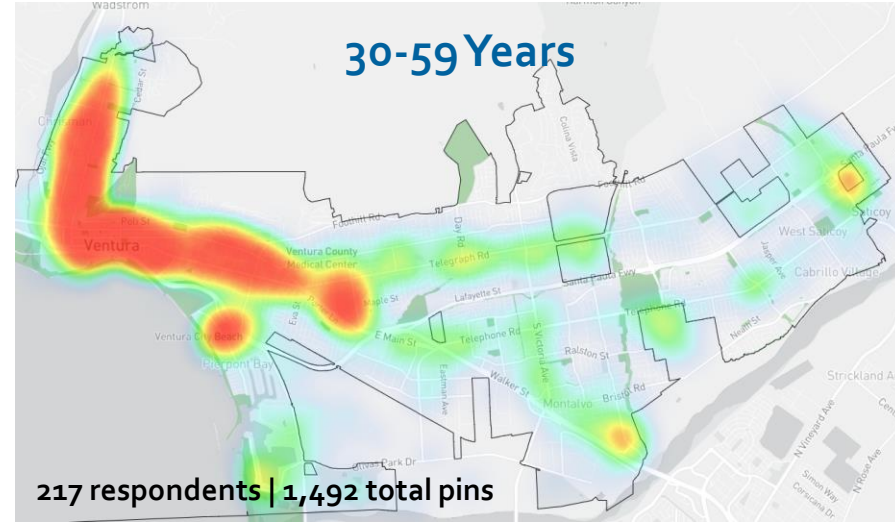 Wadstrom
30-59 Years
Cedar St
Colina Vista
Santa Paula Fwy
Foothill Rd
Foothill Rd
Day Rd
Poli St
Ventura
Ventura County
Medical Center
Telegraph Rd
Saticoy
West Saticoy
Jasper Ave
Cabrillo Village
Santa Paula Fwy
Maple St
Lafayette St
Eva St
Telephone Rd
Ventura City Beach
E Main St
Telephone Rd
S Victoria Ave
Neath St
Ralston St
Pierpont Bay
Eastman Ave
Walker St
Bristol Rd
Montalvo
Strickland A
N Vineyard Ave
N Rose Ave
Simon Way
Corsicana Dr
Olivas Park Dr
217 respondents | 1,492 total pins